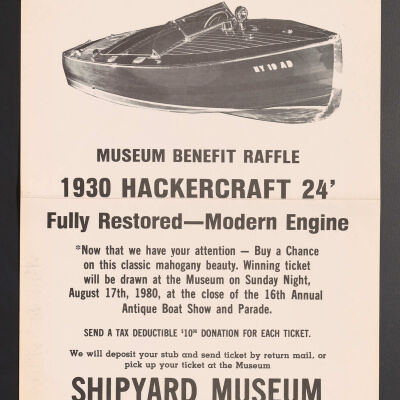 NY 19 AD
MUSEUM BENEFIT RAFFLE
1930 HACKERCRAFT 24'
Fully Restored—Modern Engine
*Now that we have your attention — Buy a Chance
on this classic mahogany beauty. Winning ticket
will be drawn at the Museum on Sunday Night,
August 17th, 1980, at the close of the 16th Annual
Antique Boat Show and Parade.
SEND A TAX DEDUCTIBLE $10⁰⁰ DONATION FOR EACH TICKET.
We will deposit your stub and send ticket by return mail, or
pick up your ticket at the Museum
SHIPYARD MUSEUM